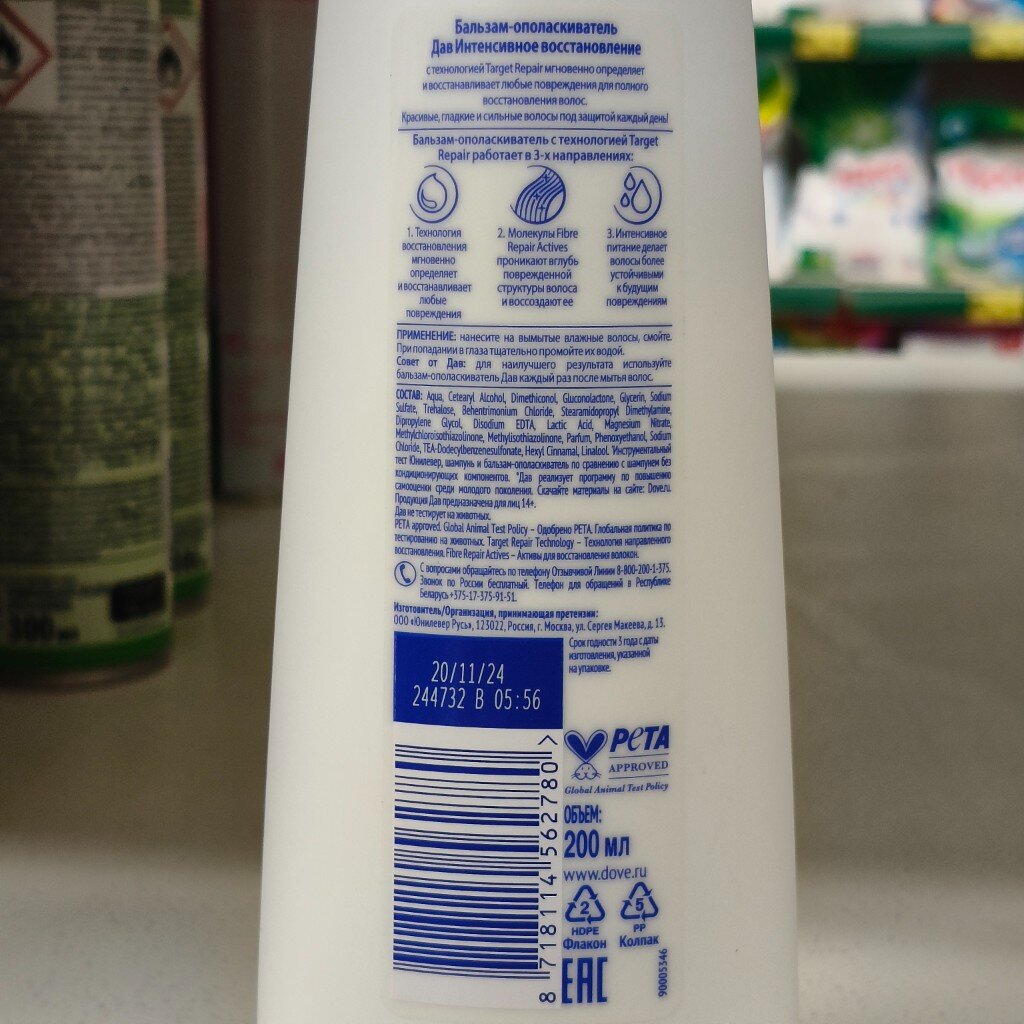 Бальзам-ополаскиватель
Дав Интенсивное восстановление
с технологией Target Repair мгновенно определяет
и восстанавливает любые повреждения для полного
восстановления волос.
Красивые, гладкие и сильные волосы под защитой каждый день!
Бальзам-ополаскиватель с технологией Target
Repair работает в 3-х направлениях:
1. Технология
восстановления
мгновенно
определяет
и восстанавливает
любые
повреждения
2. Молекулы Fibre
Repair Actives
проникают вглубь
поврежденной
структуры волоса
и воссоздают ее
3. Интенсивное
питание делает
волосы более
устойчивыми
к будущим
повреждениям
ПРИМЕНЕНИЕ: нанесите на вымытые влажные волосы, смойте.
При попадании в глаза тщательно промойте их водой.
Совет от Дав: для наилучшего результата используйте
бальзам-ополаскиватель Дав каждый раз после мытья волос.
СОСТАВ: Aqua, Cetearyl Alcohol, Dimethiconol, Gluconolactone, Glycerin, Sodium
Sulfate, Trehalose, Behentrimonium Chloride, Stearamidopropyl Dimethylamine,
Dipropylene Glycol, Disodium EDTA, Lactic Acid, Magnesium Nitrate,
Methylchloroisothiazolinone, Methylisothiazolinone, Parfum, Phenoxyethanol, Sodium
Chloride, TEA-Dodecylbenzenesulfonate, Hexyl Cinnamal, Linalool. *Инструментальный
тест Юнилевер, шампунь и бальзам-ополаскиватель по сравнению с шампунем без
кондиционирующих компонентов. *Дав реализует программу по повышению
самооценки среди молодого поколения. Скачайте материалы на сайте: Dove.ru.
Продукция Дав предназначена для лиц 14+.
Дав не тестирует на животных.
PETA approved. Global Animal Test Policy – Одобрено PETA. Глобальная политика по
тестированию на животных. Target Repair Technology – Технология направленного
восстановления. Fibre Repair Actives – Активы для восстановления волокон.
С вопросами обращайтесь по телефону Отзывчивой Линии 8-800-200-1-375.
Звонок по России бесплатный. Телефон для обращений в Республике
Беларусь +375-17-375-91-51.
Изготовитель/Организация, принимающая претензии:
ООО «Юнилевер Русь», 123022, Россия, г. Москва, ул. Сергея Макеева, д. 13.
Срок годности 3 года с даты
изготовления, указанной
на упаковке.
20/11/24
244732 B 05:56
PETA
APPROVED
Global Animal Test Policy
ОБЪЕМ:
200 мл
www.dove.ru
2
HDPE
Флакон
5
PP
Колпак
EAC
8 718114 562780 >
90005346
300 мл